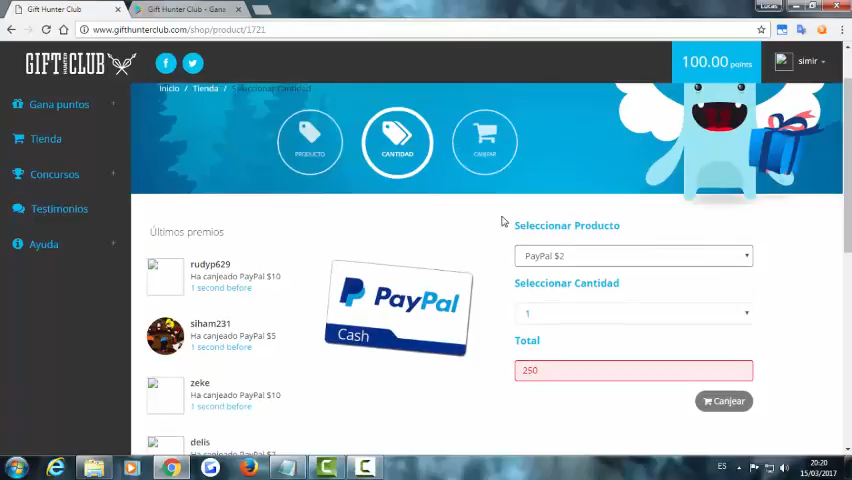 Lucas
Gift Hunter Club
Gift Hunter Club - Gana
www.gifthunterclub.com/shop/product/1721
GIFT HUNTER CLUB
100.00 points
simir
Inicio / Tienda / Seleccionar Cantidad
Gana puntos
Tienda
Concursos
Testimonios
Ayuda
PRODUCTO
CANTIDAD
CANJEAR
Últimos premios
rudyp629
Ha canjeado PayPal $10
1 second before
siham231
Ha canjeado PayPal $5
1 second before
zeke
Ha canjeado PayPal $10
1 second before
delis
PayPal
Cash
Seleccionar Producto
PayPal $2
Seleccionar Cantidad
1
Total
250
Canjear
ES
20:20
15/03/2017